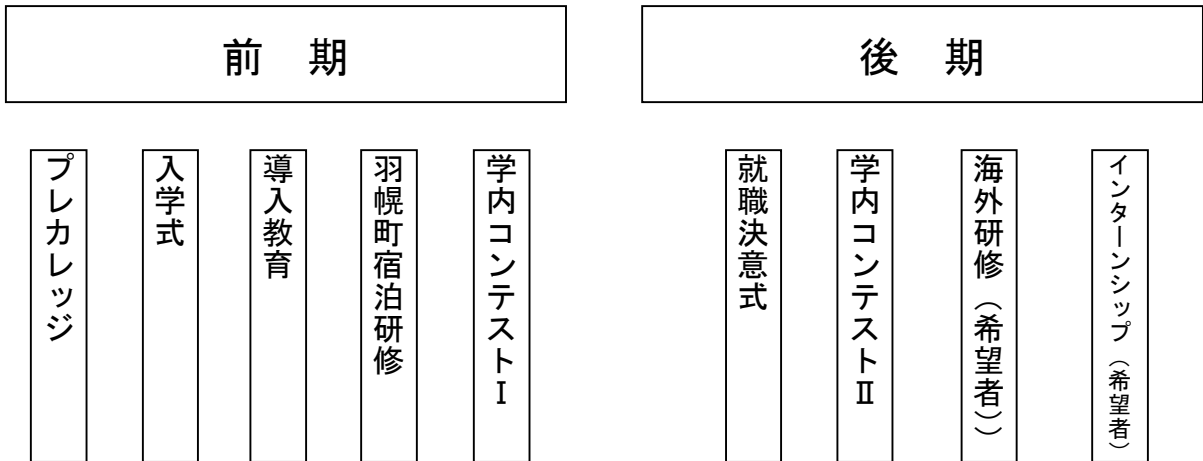 前　期
後　期
プレカレッジ
入学式
導入教育
羽幌町宿泊研修
学内コンテストⅠ
就職決意式
学内コンテストⅡ
海外研修（希望者））
インターンシップ（希望者）